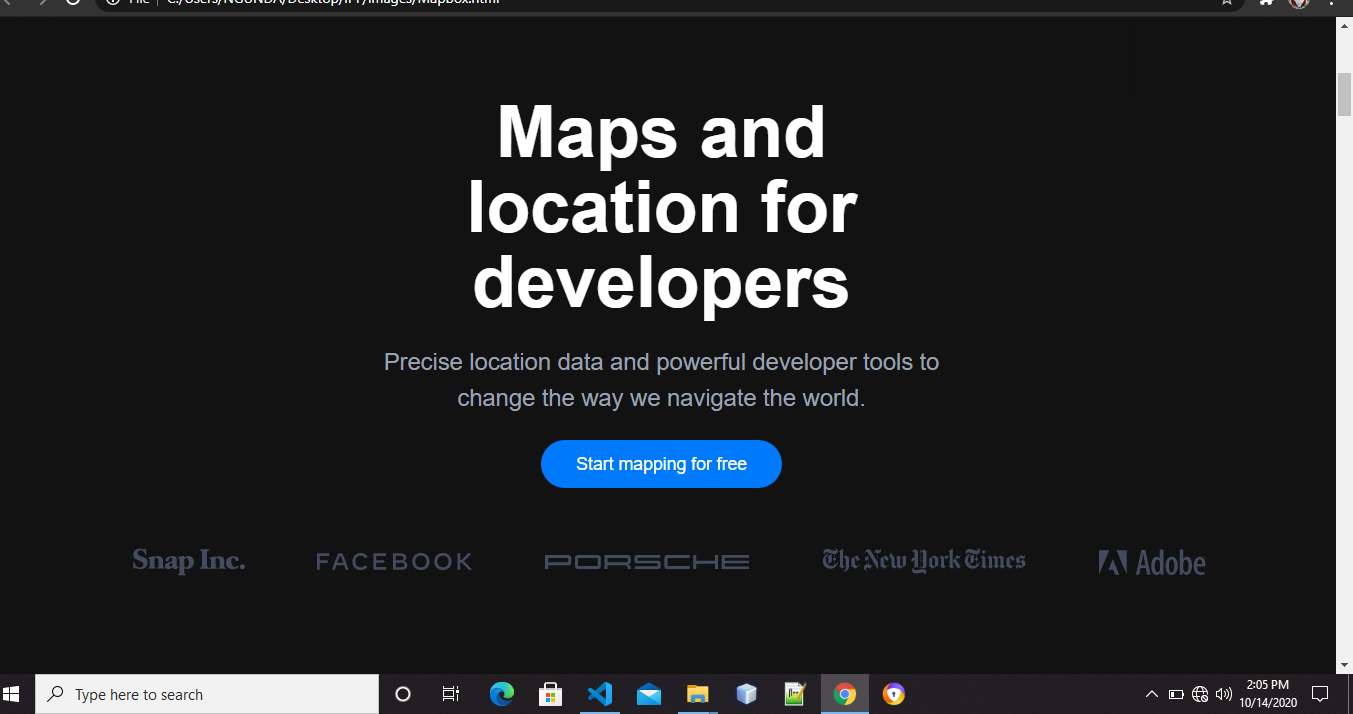 File C:/Users/NGUNDA/Desktop/IPT/images/Mapbox.html
Maps and
location for
developers
Precise location data and powerful developer tools to
change the way we navigate the world.
Start mapping for free
Snap Inc. FACEBOOK PORSCHE The New York Times Adobe
Type here to search
2:05 PM
10/14/2020